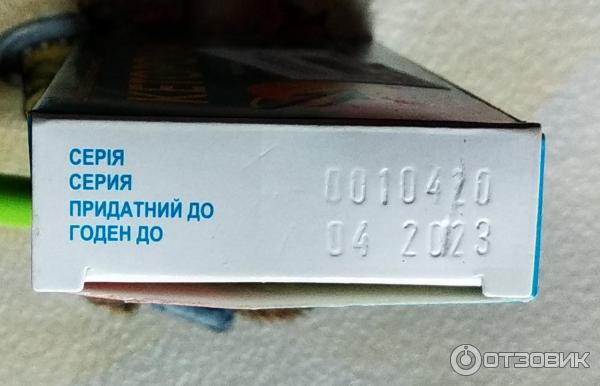 СЕРІЯ
СЕРИЯ
ПРИДАТНИЙ ДО
ГОДЕН ДО
0010420
04 2023
ОТЗОВИК